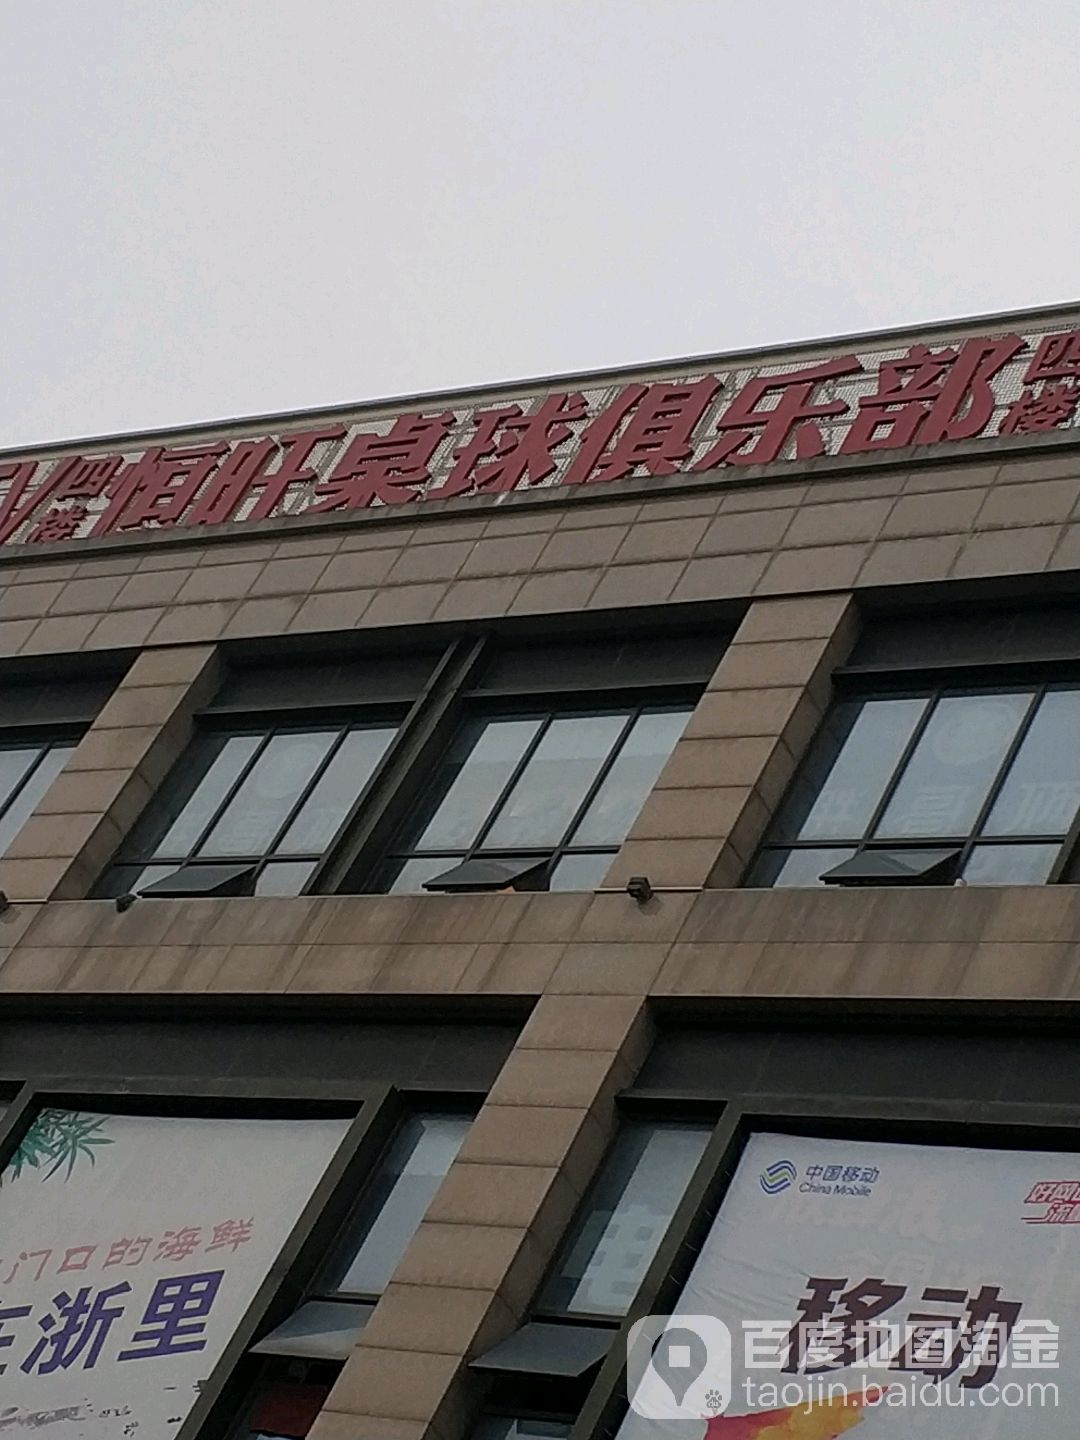 四楼 恒旺桌球俱乐部 四楼
中国移动
China Mobile
移动
门口的海鲜
在浙里
百度地图淘金
taojin.baidu.com